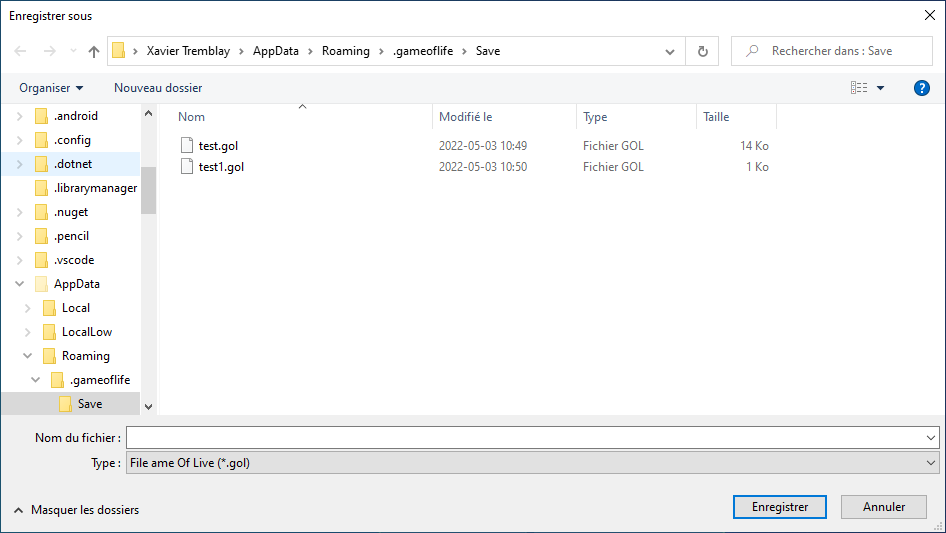 Enregistrer sous
Xavier Tremblay AppData Roaming .gameoflife Save
Rechercher dans : Save
Organiser Nouveau dossier
Nom Modifié le Type Taille
test.gol 2022-05-03 10:49 Fichier GOL 14 Ko
test1.gol 2022-05-03 10:50 Fichier GOL 1 Ko
.android
.config
.dotnet
.librarymanager
.nuget
.pencil
.vscode
AppData
Local
LocalLow
Roaming
.gameoflife
Save
Nom du fichier :
Type : File ame Of Live (*.gol)
Masquer les dossiers
Enregistrer Annuler